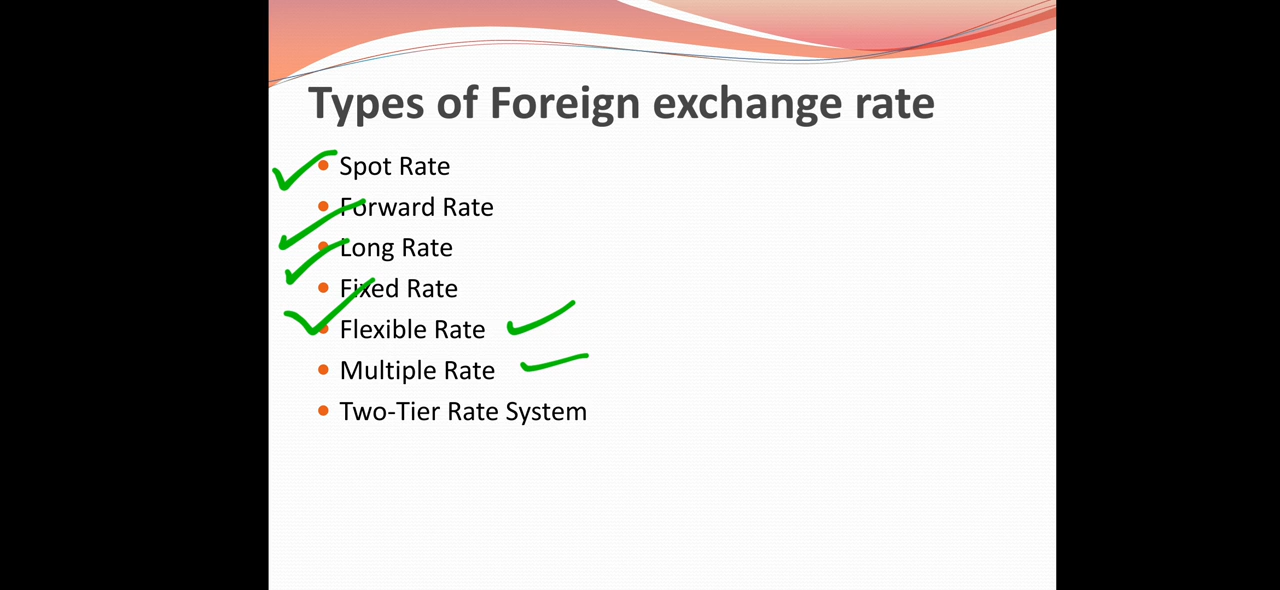 Types of Foreign exchange rate
Spot Rate
Forward Rate
Long Rate
Fixed Rate
Flexible Rate
Multiple Rate
Two-Tier Rate System